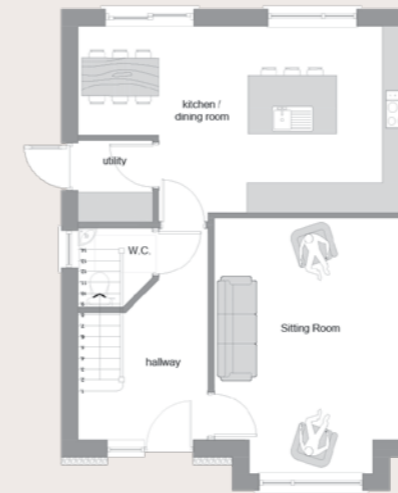 kitchen /
dining room
utility
W.C.
hallway
Sitting Room